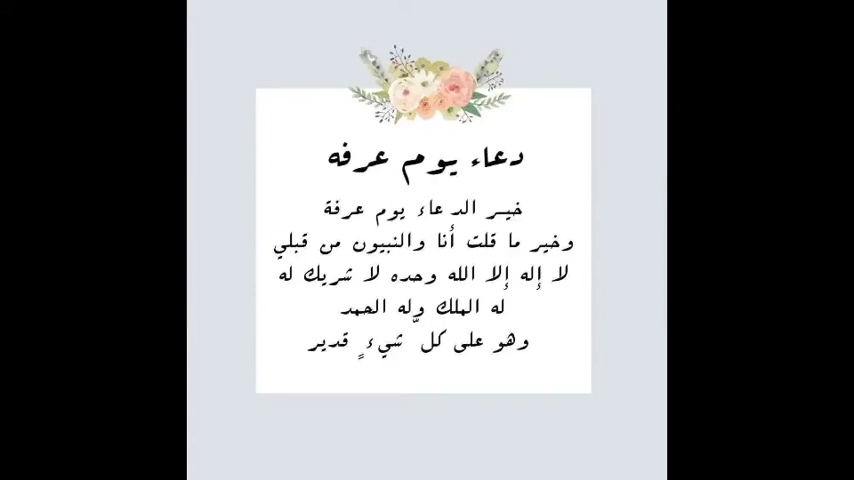 دعاء يوم عرفه
خير الدعاء يوم عرفة
وخير ما قلت أنا والنبيون من قبلي
لا إله إلا الله وحده لا شريك له
له الملك وله الحمد
وهو على كل شيءٍ قدير